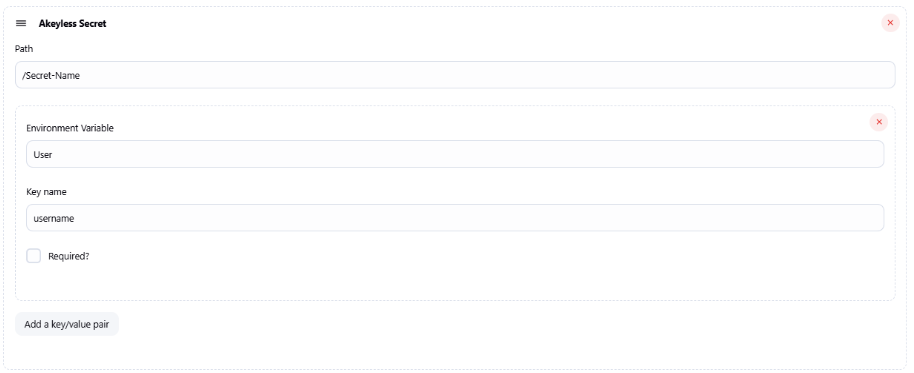 Akeyless Secret
Path
/Secret-Name
Environment Variable
User
Key name
username
Required?
Add a key/value pair